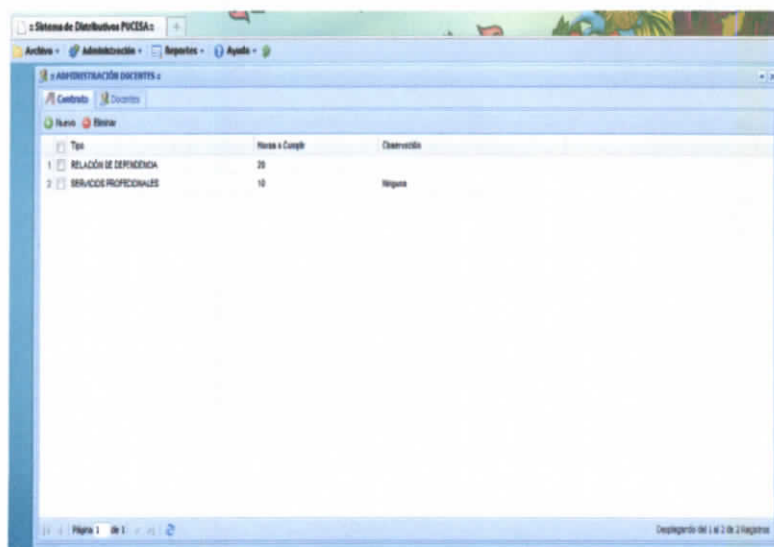 :: Sistema de Distributivos PUCESA ::
Archivo Administración Reportes Ayuda
:: ADMINISTRACIÓN DOCENTES ::
Contrato Docentes
Nuevo Eliminar
Tipo Horas a Cumplir Observación
1 RELACIÓN DE DEPENDENCIA 20
2 SERVICIOS PROFESIONALES 10 Ninguna
Página 1 de 1 Desplegando del 1 al 2 de 2 Registros